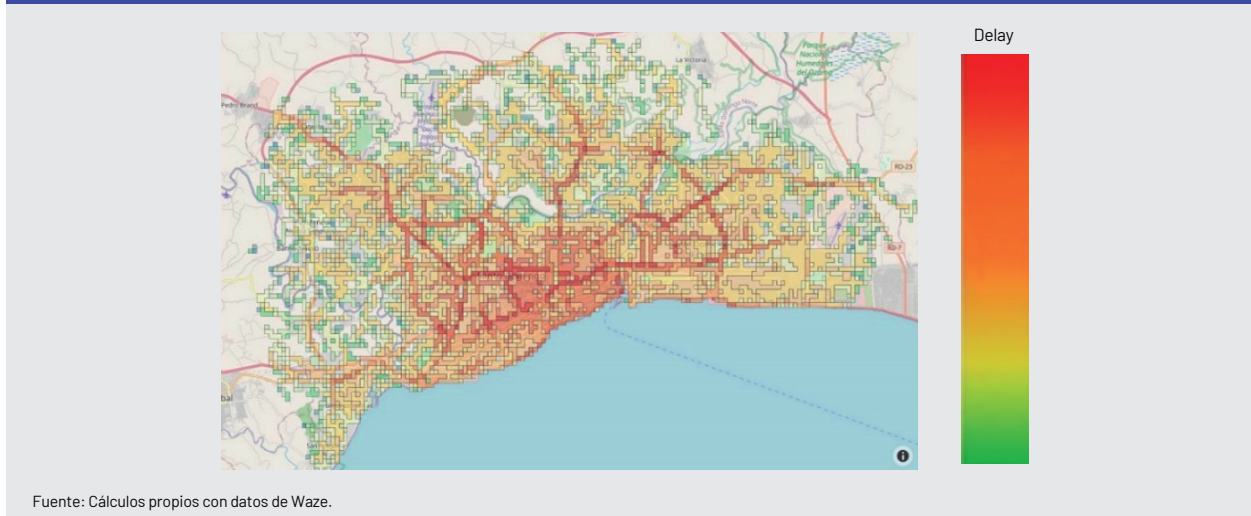 Delay
La Victoria
Parque
Nacional
Humedales
del Ozama
Pedro Brand
RD-23
RD-7
bal
Fuente: Cálculos propios con datos de Waze.